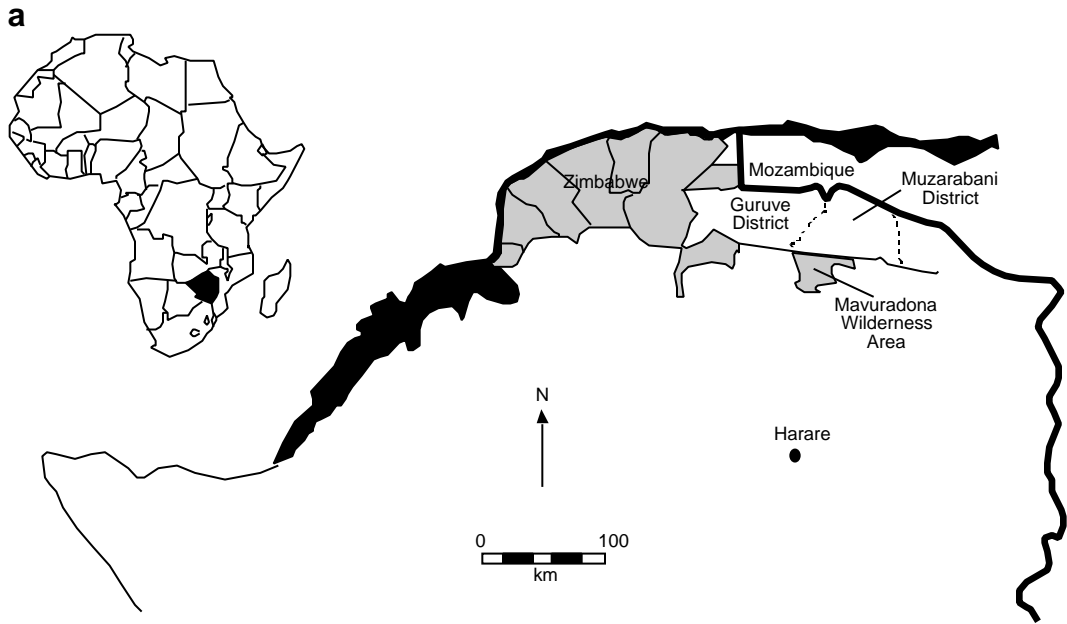 a
Zimbabwe
Mozambique
Muzarabani
District
Guruve
District
Mavuradona
Wilderness
Area
N
Harare
0 100
km